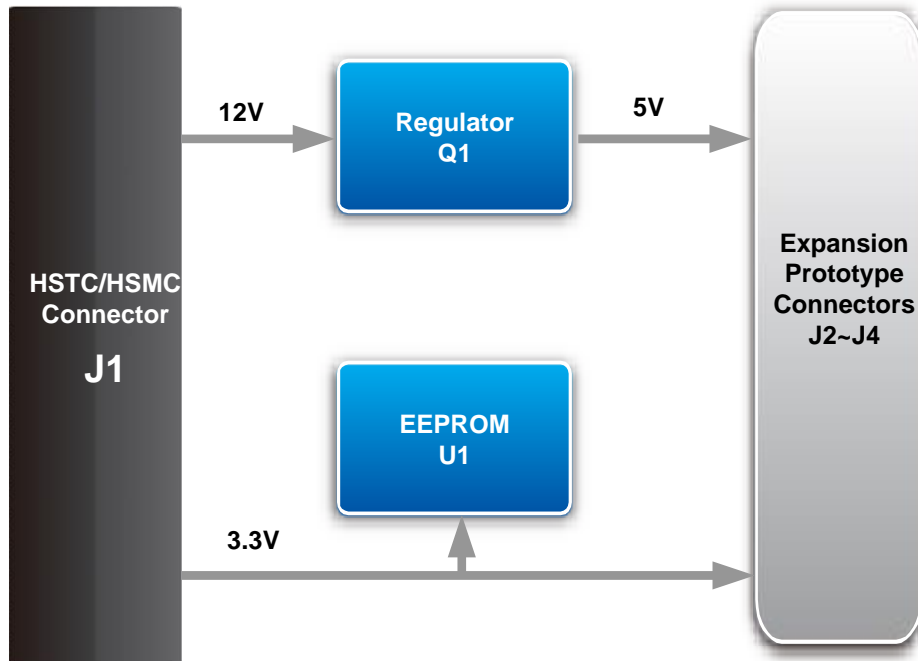 12V
Regulator
Q1
5V
HSTC/HSMC
Connector
J1
Expansion
Prototype
Connectors
J2~J4
EEPROM
U1
3.3V